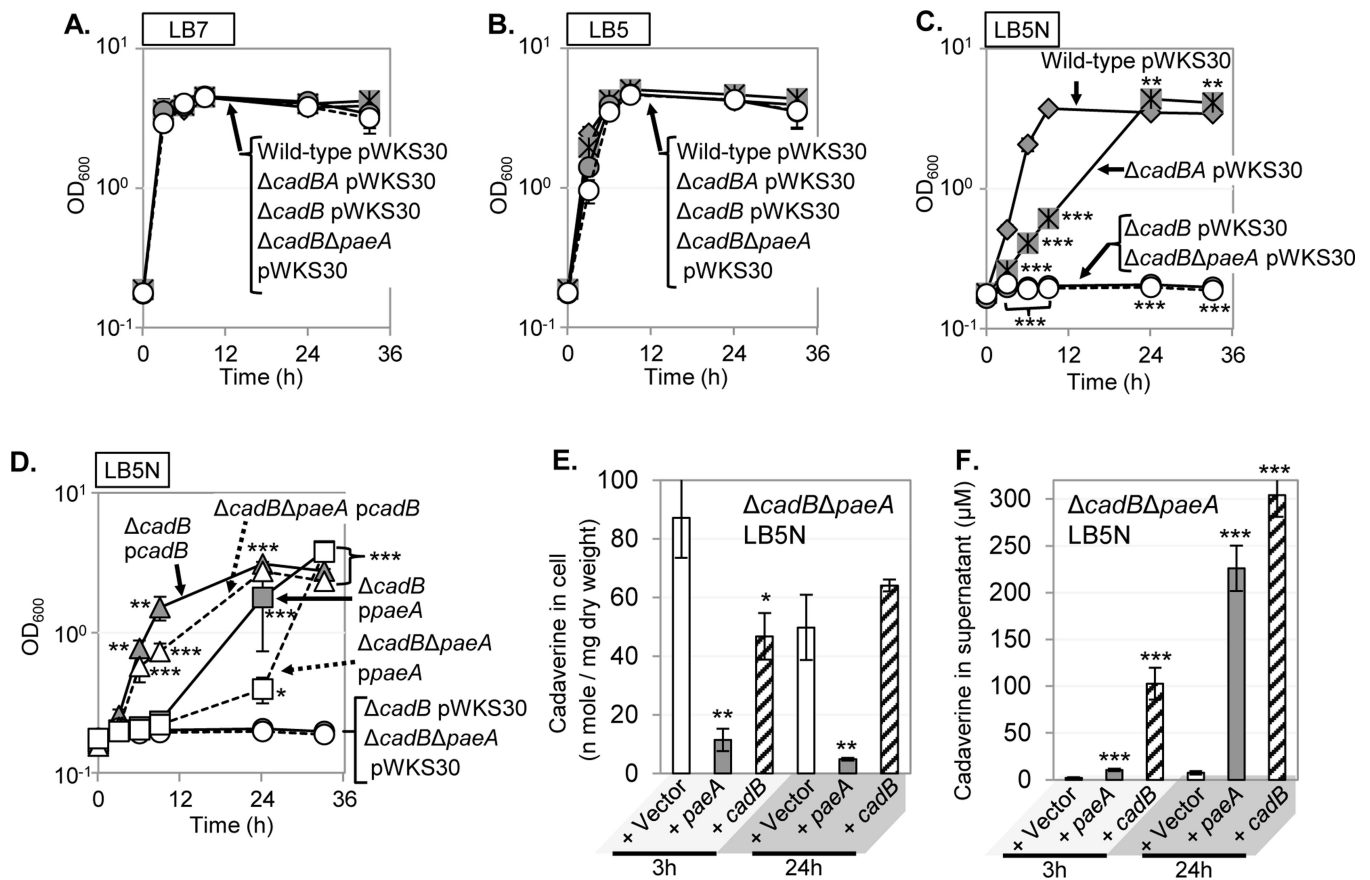 A.
LB7
10¹
10⁰
10⁻¹
OD₆₀₀
0 12 24 36
Time (h)
Wild-type pWKS30
ΔcadBA pWKS30
ΔcadB pWKS30
ΔcadBΔpaeA
pWKS30
B.
LB5
10¹
10⁰
10⁻¹
OD₆₀₀
0 12 24 36
Time (h)
Wild-type pWKS30
ΔcadBA pWKS30
ΔcadB pWKS30
ΔcadBΔpaeA
pWKS30
C.
LB5N
10¹
10⁰
10⁻¹
OD₆₀₀
0 12 24 36
Time (h)
Wild-type pWKS30
** **
ΔcadBA pWKS30
***
***
***
ΔcadB pWKS30
ΔcadBΔpaeA pWKS30
***
***
***
D.
LB5N
10¹
10⁰
10⁻¹
OD₆₀₀
0 12 24 36
Time (h)
ΔcadBΔpaeA pcadB
ΔcadB
pcadB
***
***
**
**
***
***
***
*
ΔcadB
ppaeA
ΔcadBΔpaeA
ppaeA
ΔcadB pWKS30
ΔcadBΔpaeA
pWKS30
E.
ΔcadBΔpaeA
LB5N
Cadaverine in cell
(n mole / mg dry weight)
100
80
60
40
20
0
**
*
**
+ Vector
+ paeA
+ cadB
+ Vector
+ paeA
+ cadB
3h
24h
F.
ΔcadBΔpaeA
LB5N
Cadaverine in supernatant (µM)
300
250
200
150
100
50
0
***
***
***
***
+ Vector
+ paeA
+ cadB
+ Vector
+ paeA
+ cadB
3h
24h